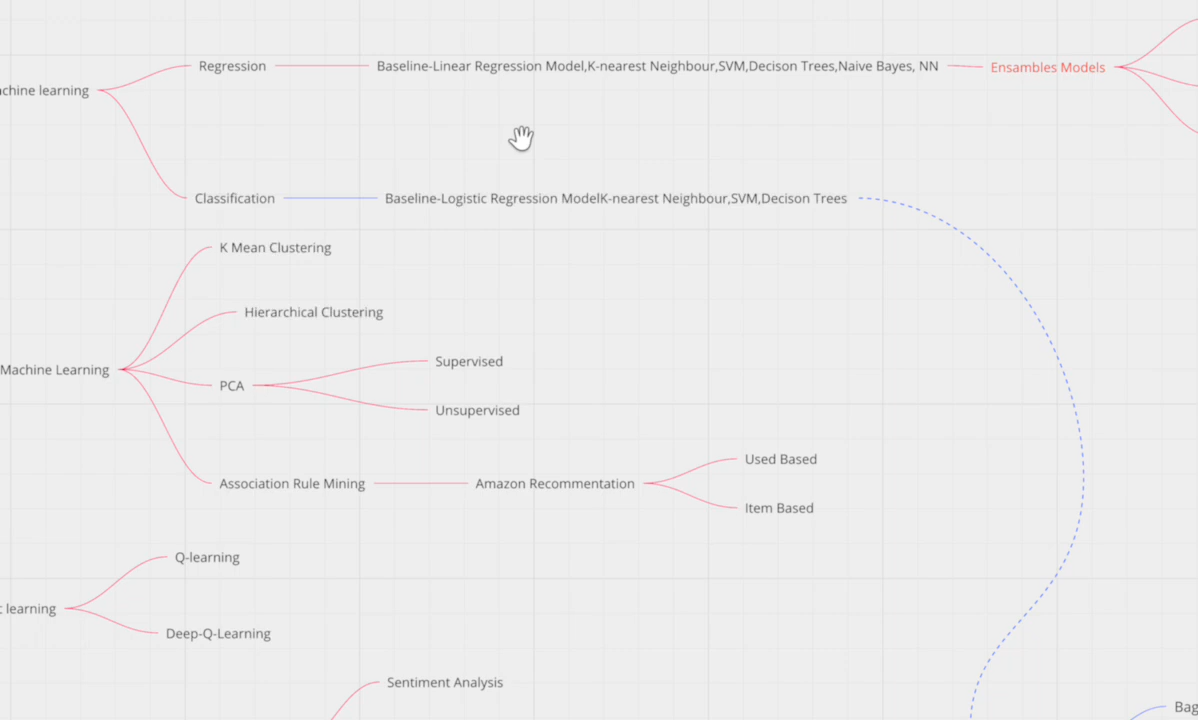 Regression
Baseline-Linear Regression Model,K-nearest Neighbour,SVM,Decison Trees,Naive Bayes, NN
Ensambles Models
learning
Classification
Baseline-Logistic Regression ModelK-nearest Neighbour,SVM,Decison Trees
K Mean Clustering
Hierarchical Clustering
Machine Learning
PCA
Supervised
Unsupervised
Association Rule Mining
Amazon Recommentation
Used Based
Item Based
Q-learning
learning
Deep-Q-Learning
Sentiment Analysis